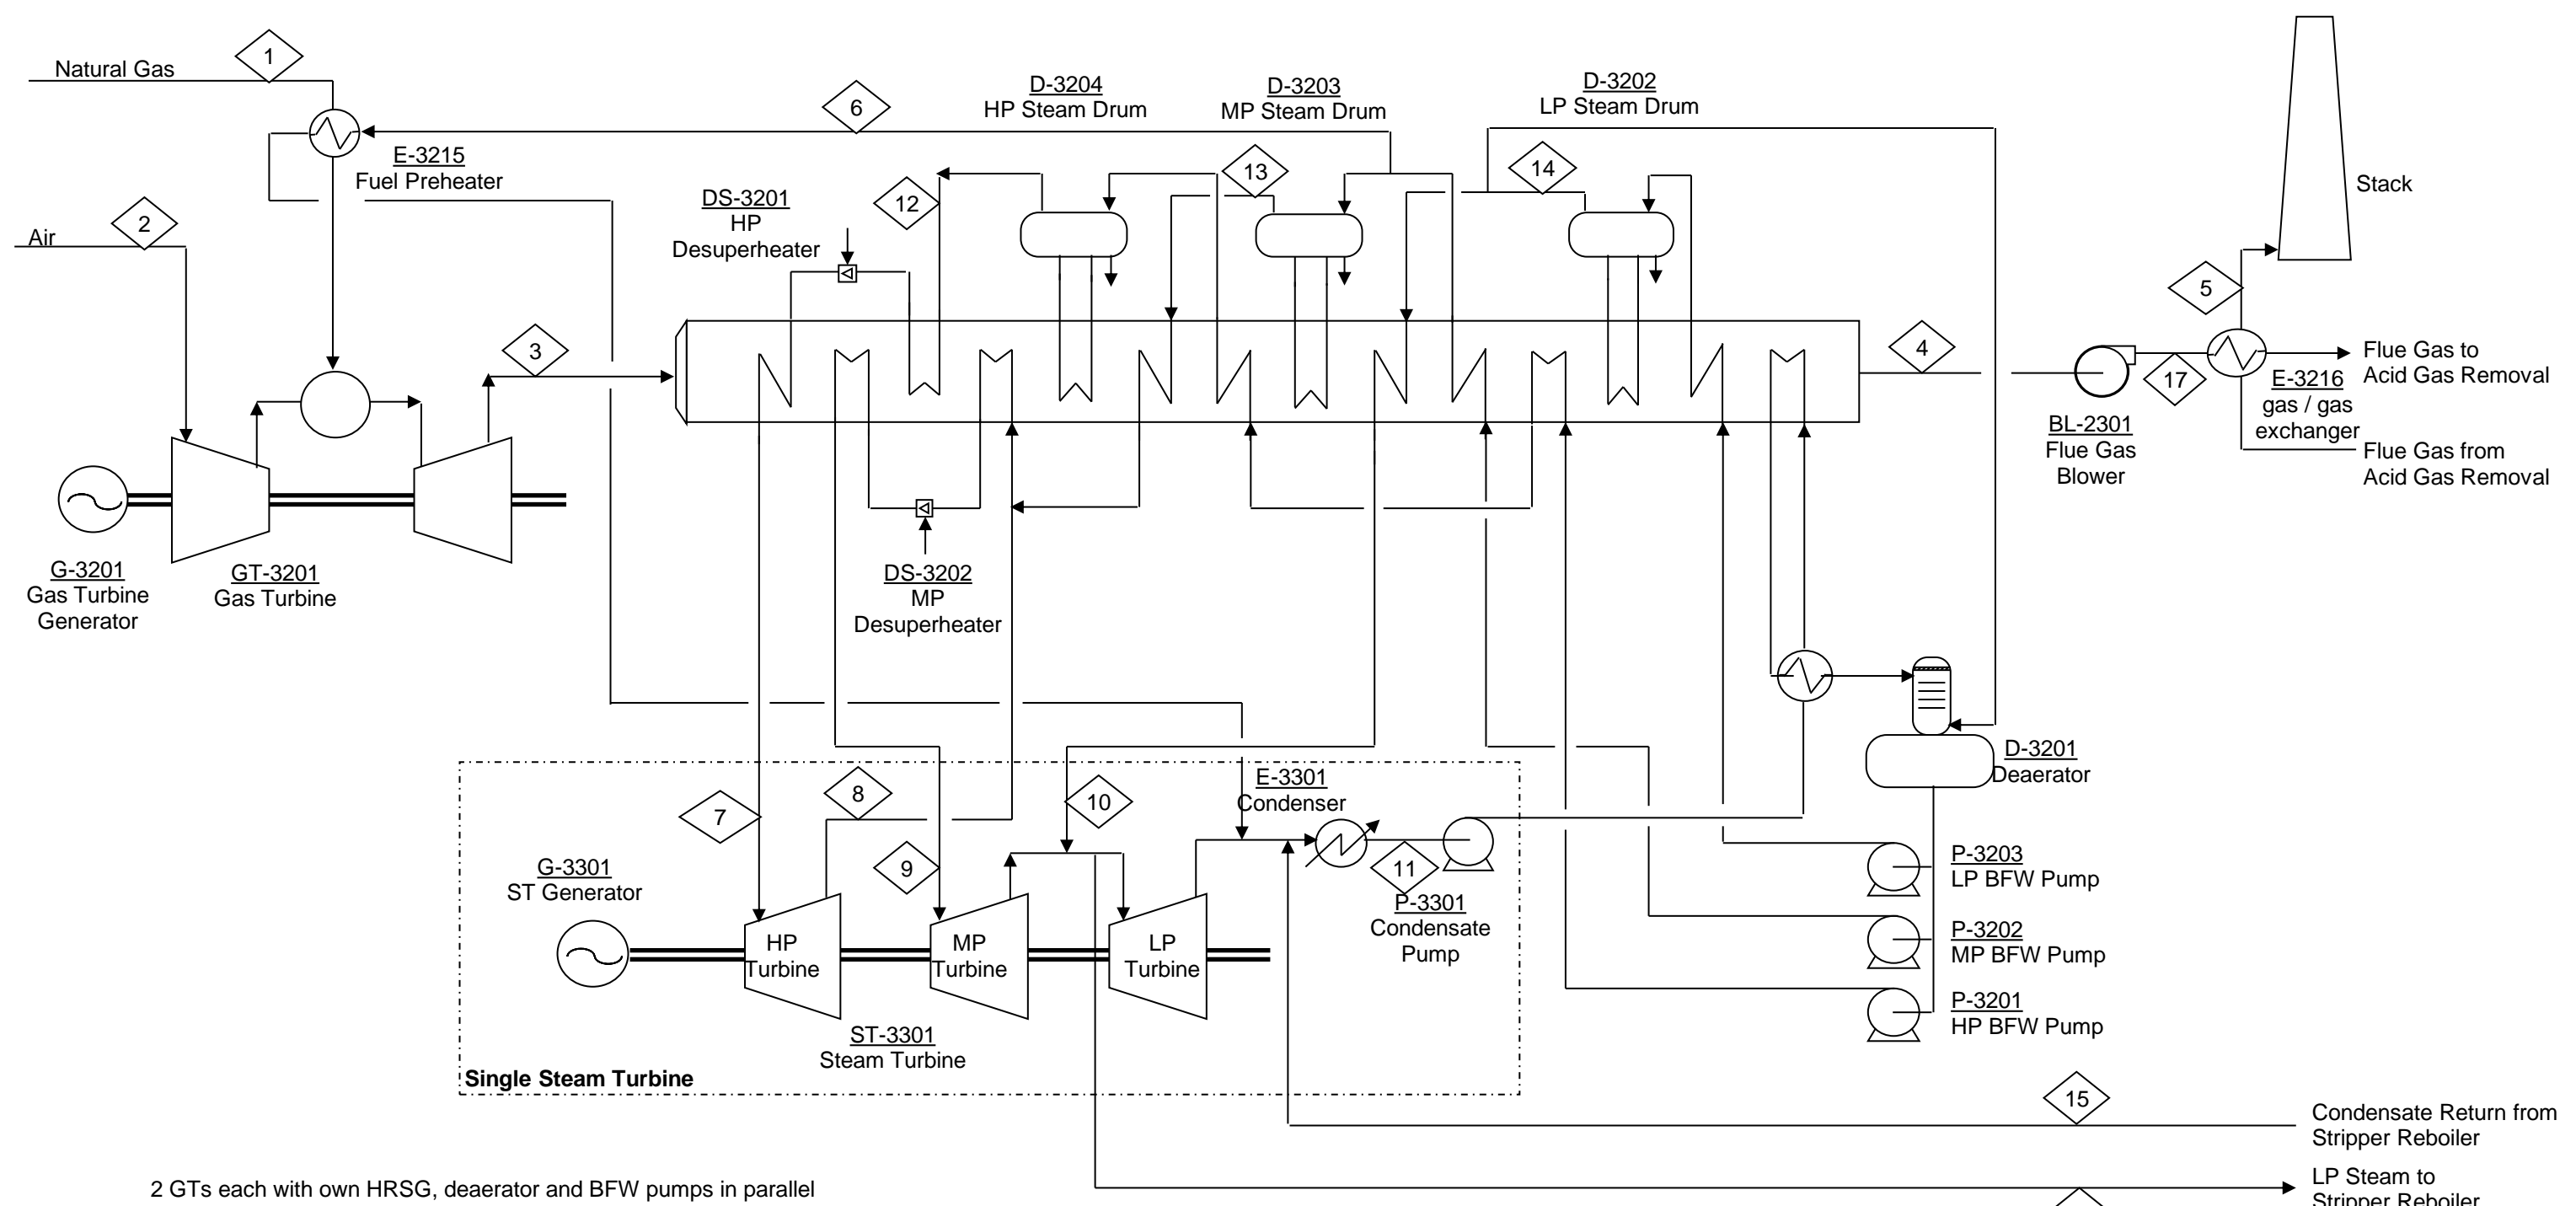 1
Natural Gas
2
Air
6
D-3204
HP Steam Drum
D-3203
MP Steam Drum
D-3202
LP Steam Drum
E-3215
Fuel Preheater
DS-3201
HP
Desuperheater
12
13
14
Stack
5
3
4
17
Flue Gas to
Acid Gas Removal
E-3216
gas / gas
exchanger
BL-2301
Flue Gas
Blower
Flue Gas from
Acid Gas Removal
G-3201
Gas Turbine
Generator
GT-3201
Gas Turbine
DS-3202
MP
Desuperheater
D-3201
Deaerator
E-3301
Condenser
7
8
9
10
11
G-3301
ST Generator
HP
Turbine
MP
Turbine
LP
Turbine
P-3301
Condensate
Pump
P-3203
LP BFW Pump
P-3202
MP BFW Pump
P-3201
HP BFW Pump
ST-3301
Steam Turbine
Single Steam Turbine
15
Condensate Return from
Stripper Reboiler
2 GTs each with own HRSG, deaerator and BFW pumps in parallel
LP Steam to
Stripper Reboiler